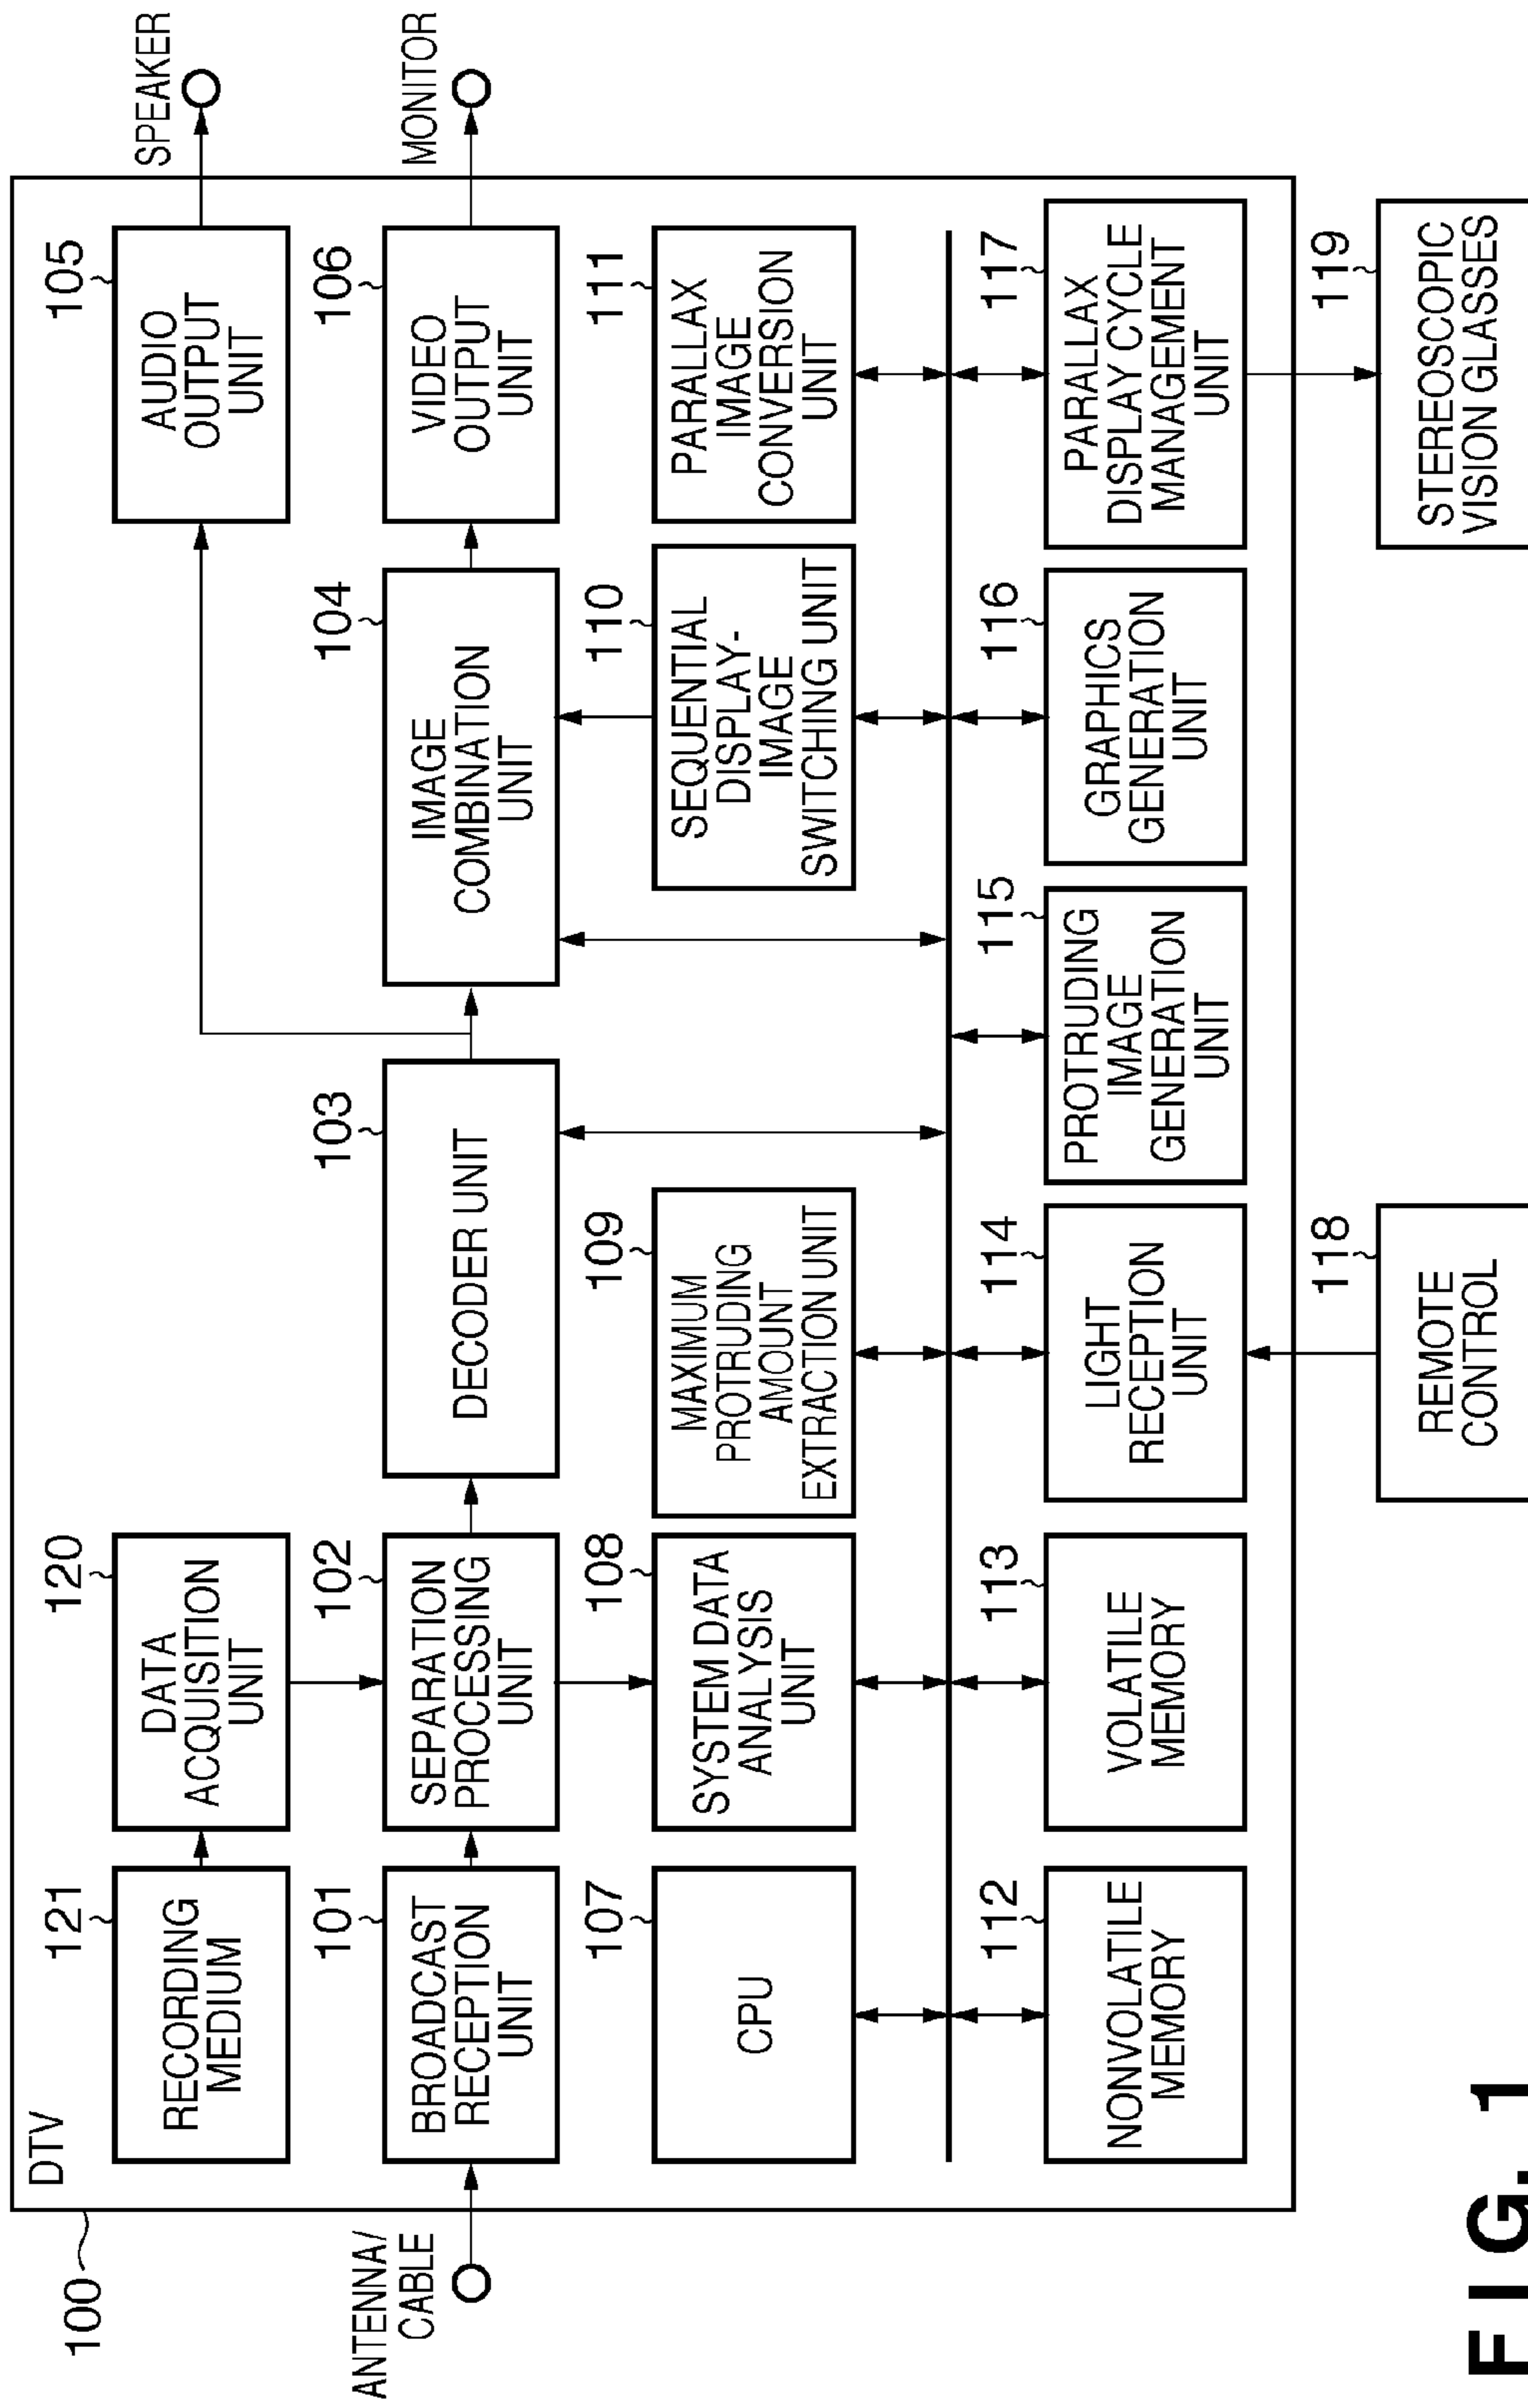 100
DTV
ANTENNA/
CABLE
121
RECORDING
MEDIUM
120
DATA
ACQUISITION
UNIT
105
AUDIO
OUTPUT
UNIT
SPEAKER
101
BROADCAST
RECEPTION
UNIT
102
SEPARATION
PROCESSING
UNIT
103
DECODER UNIT
104
IMAGE
COMBINATION
UNIT
106
VIDEO
OUTPUT
UNIT
MONITOR
107
CPU
108
SYSTEM DATA
ANALYSIS
UNIT
109
MAXIMUM
PROTRUDING
AMOUNT
EXTRACTION UNIT
110
SEQUENTIAL
DISPLAY-
IMAGE
SWITCHING UNIT
111
PARALLAX
IMAGE
CONVERSION
UNIT
112
NONVOLATILE
MEMORY
113
VOLATILE
MEMORY
114
LIGHT
RECEPTION
UNIT
115
PROTRUDING
IMAGE
GENERATION
UNIT
116
GRAPHICS
GENERATION
UNIT
117
PARALLAX
DISPLAY CYCLE
MANAGEMENT
UNIT
118
REMOTE
CONTROL
119
STEREOSCOPIC
VISION GLASSES
FIG. 1